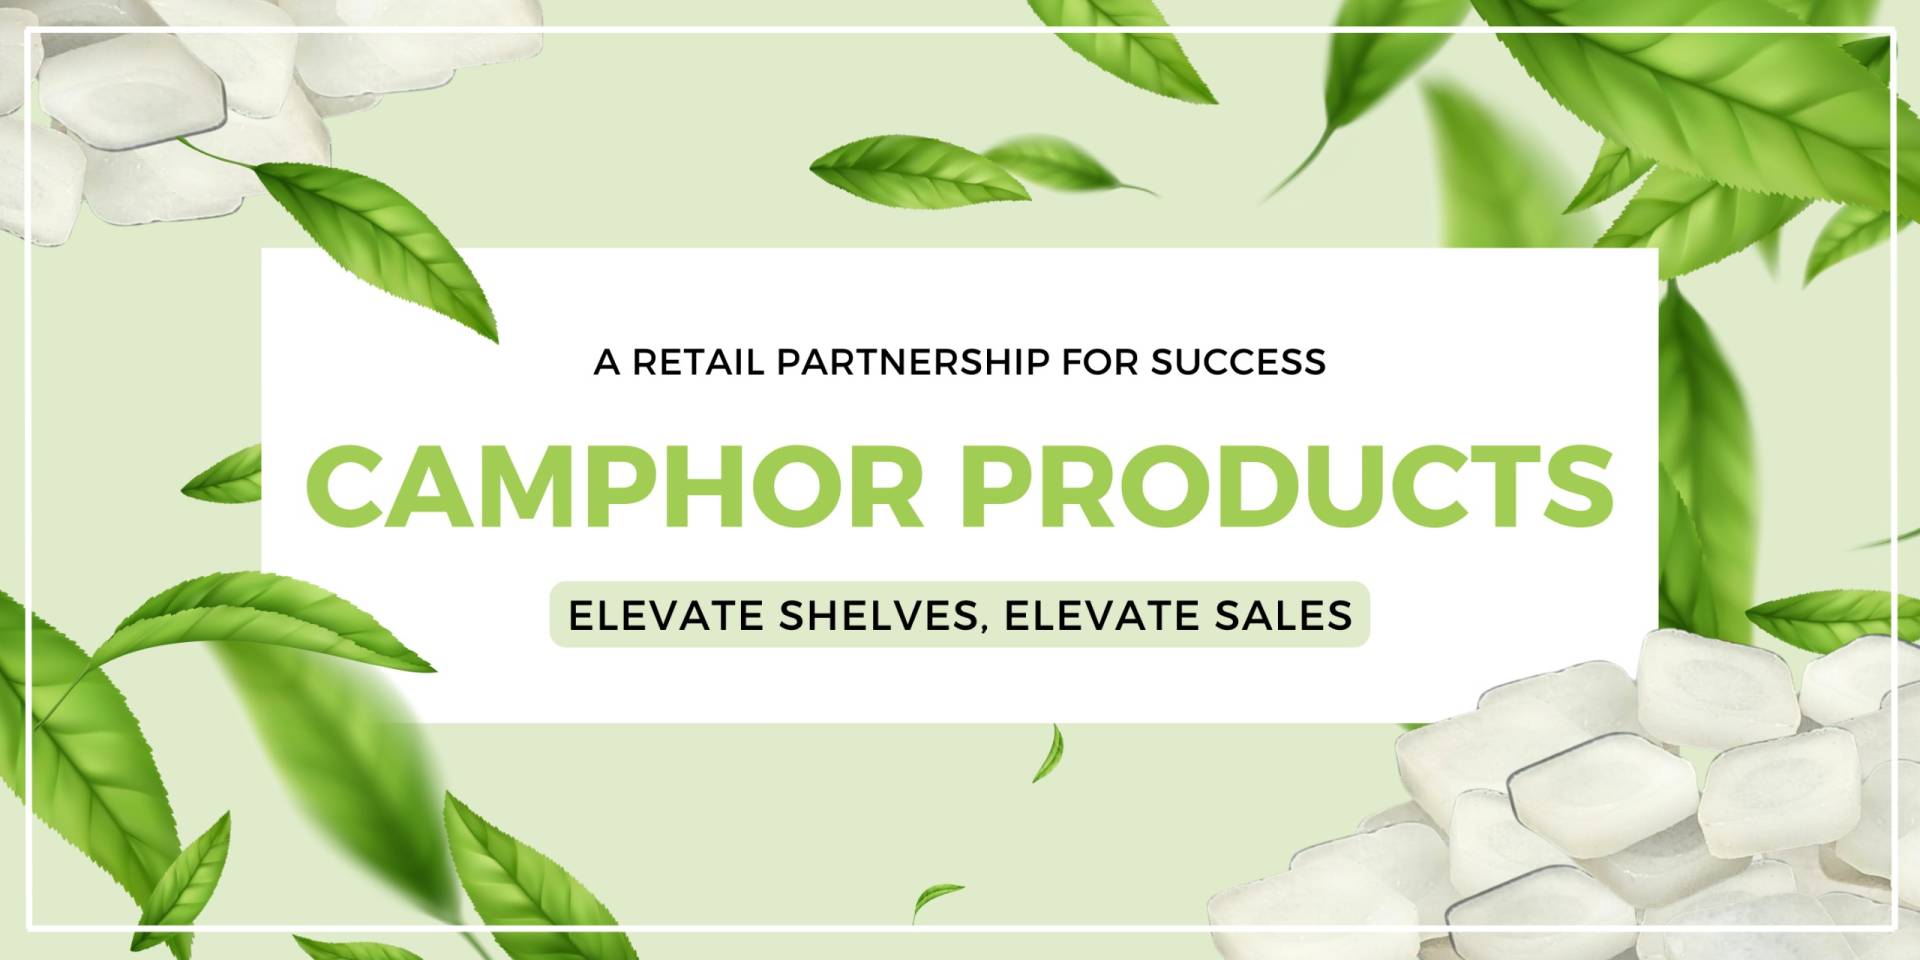 A RETAIL PARTNERSHIP FOR SUCCESS
CAMPHOR PRODUCTS
ELEVATE SHELVES, ELEVATE SALES